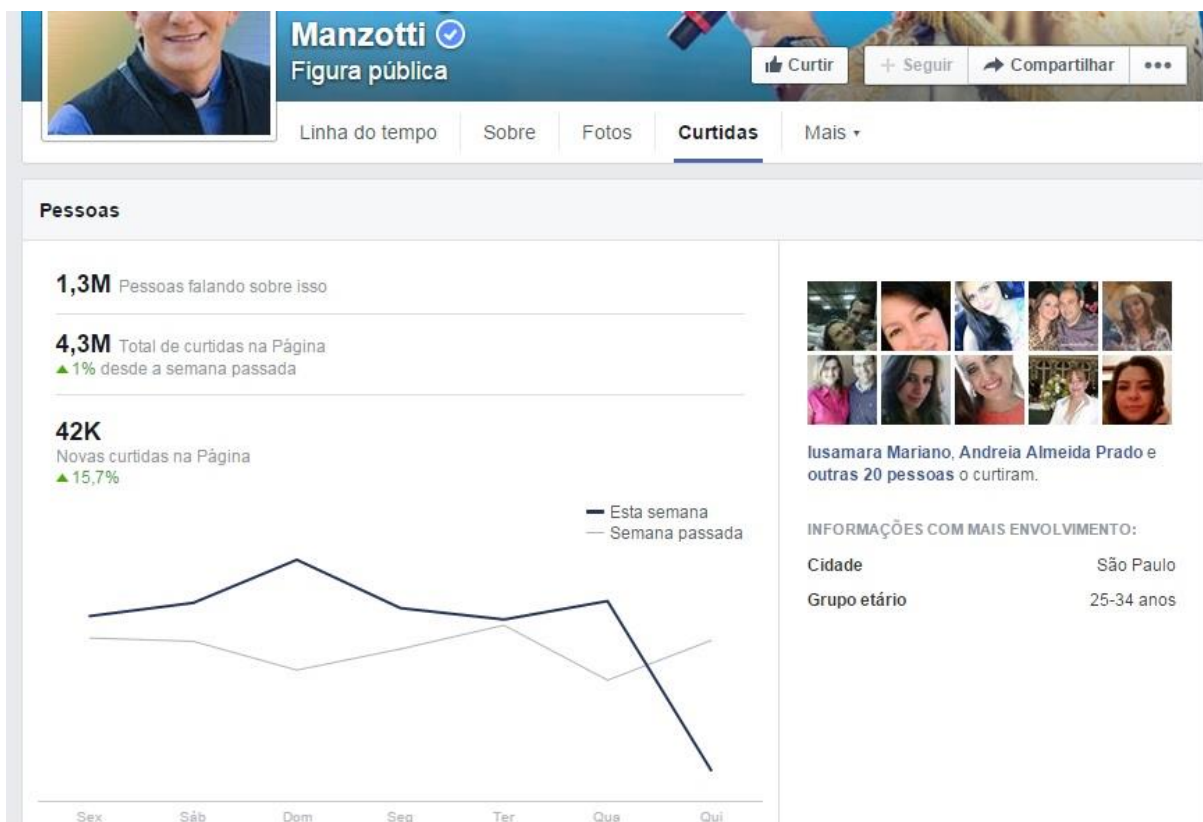 Manzotti
Figura pública
Curtir
+ Seguir
Compartilhar
Linha do tempo
Sobre
Fotos
Curtidas
Mais
Pessoas
1,3M Pessoas falando sobre isso
4,3M Total de curtidas na Página
1% desde a semana passada
42K
Novas curtidas na Página
15,7%
Esta semana
Semana passada
Sex Sáb Dom Seg Ter Qua Qui
Iusamara Mariano, Andreia Almeida Prado e
outras 20 pessoas o curtiram.
INFORMAÇÕES COM MAIS ENVOLVIMENTO:
Cidade São Paulo
Grupo etário 25-34 anos